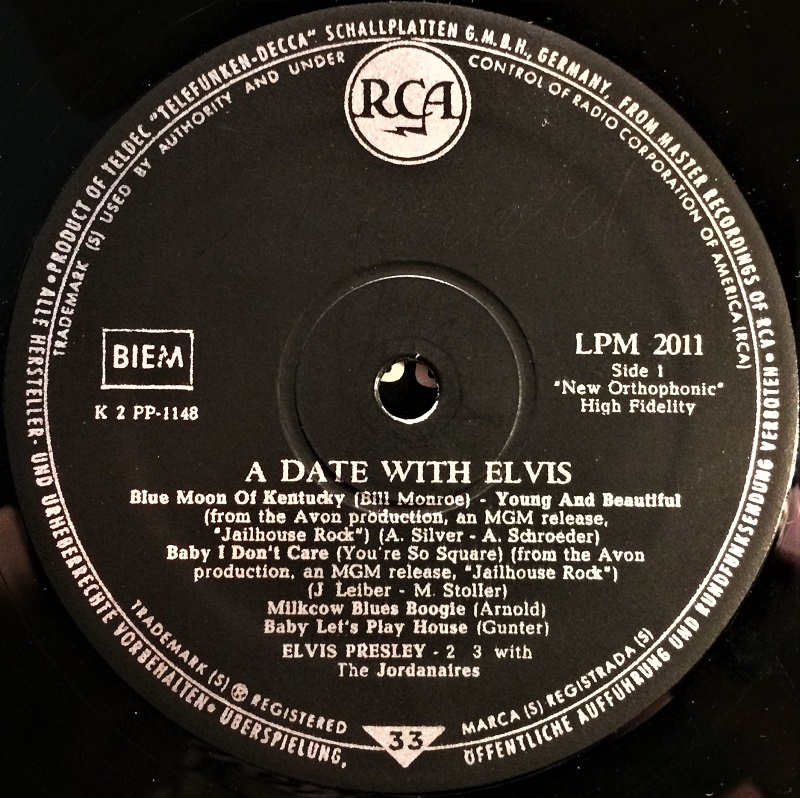 • PRODUCT OF TELDEC "TELEFUNKEN-DECCA" SCHALLPLATTEN G.M.B.H., GERMANY, FROM MASTER RECORDINGS OF RCA •
TRADEMARK (S) USED BY AUTHORITY AND UNDER CONTROL OF RADIO CORPORATION OF AMERICA (RCA)
RCA
BIEM
K 2 PP-1148
LPM 2011
Side 1
"New Orthophonic"
High Fidelity
A DATE WITH ELVIS
Blue Moon Of Kentucky (Bill Monroe) - Young And Beautiful
(from the Avon production, an MGM release,
"Jailhouse Rock") (A. Silver - A. Schroeder)
Baby I Don't Care (You're So Square) (from the Avon
production, an MGM release, "Jailhouse Rock")
(J Leiber - M. Stoller)
Milkcow Blues Boogie (Arnold)
Baby Let's Play House (Gunter)
ELVIS PRESLEY - 2 3 with
The Jordanaires
TRADEMARK (S) ® REGISTERED
33
MARCA (S) REGISTRADA (S)
ALLE HERSTELLER- UND URHEBERRECHTE VORBEHALTEN • ÜBERSPIELUNG, ÖFFENTLICHE AUFFÜHRUNG UND RUNDFUNKSENDUNG VERBOTEN